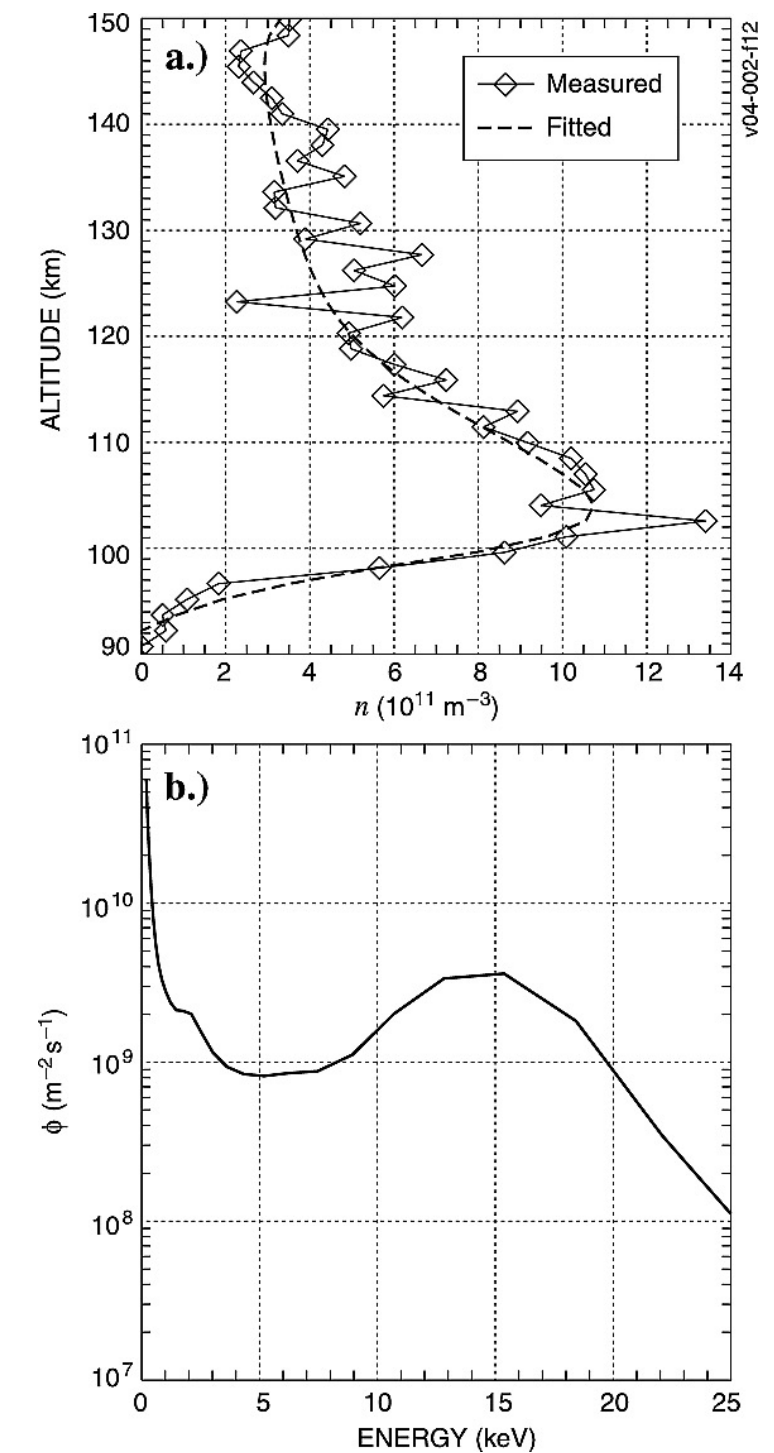 a.)
Measured
Fitted
v04-002-f12
150
140
130
120
110
100
90
ALTITUDE (km)
0 2 4 6 8 10 12 14
n (10¹¹ m⁻³)
b.)
10¹¹
10¹⁰
10⁹
10⁸
10⁷
ϕ (m⁻² s⁻¹)
0 5 10 15 20 25
ENERGY (keV)